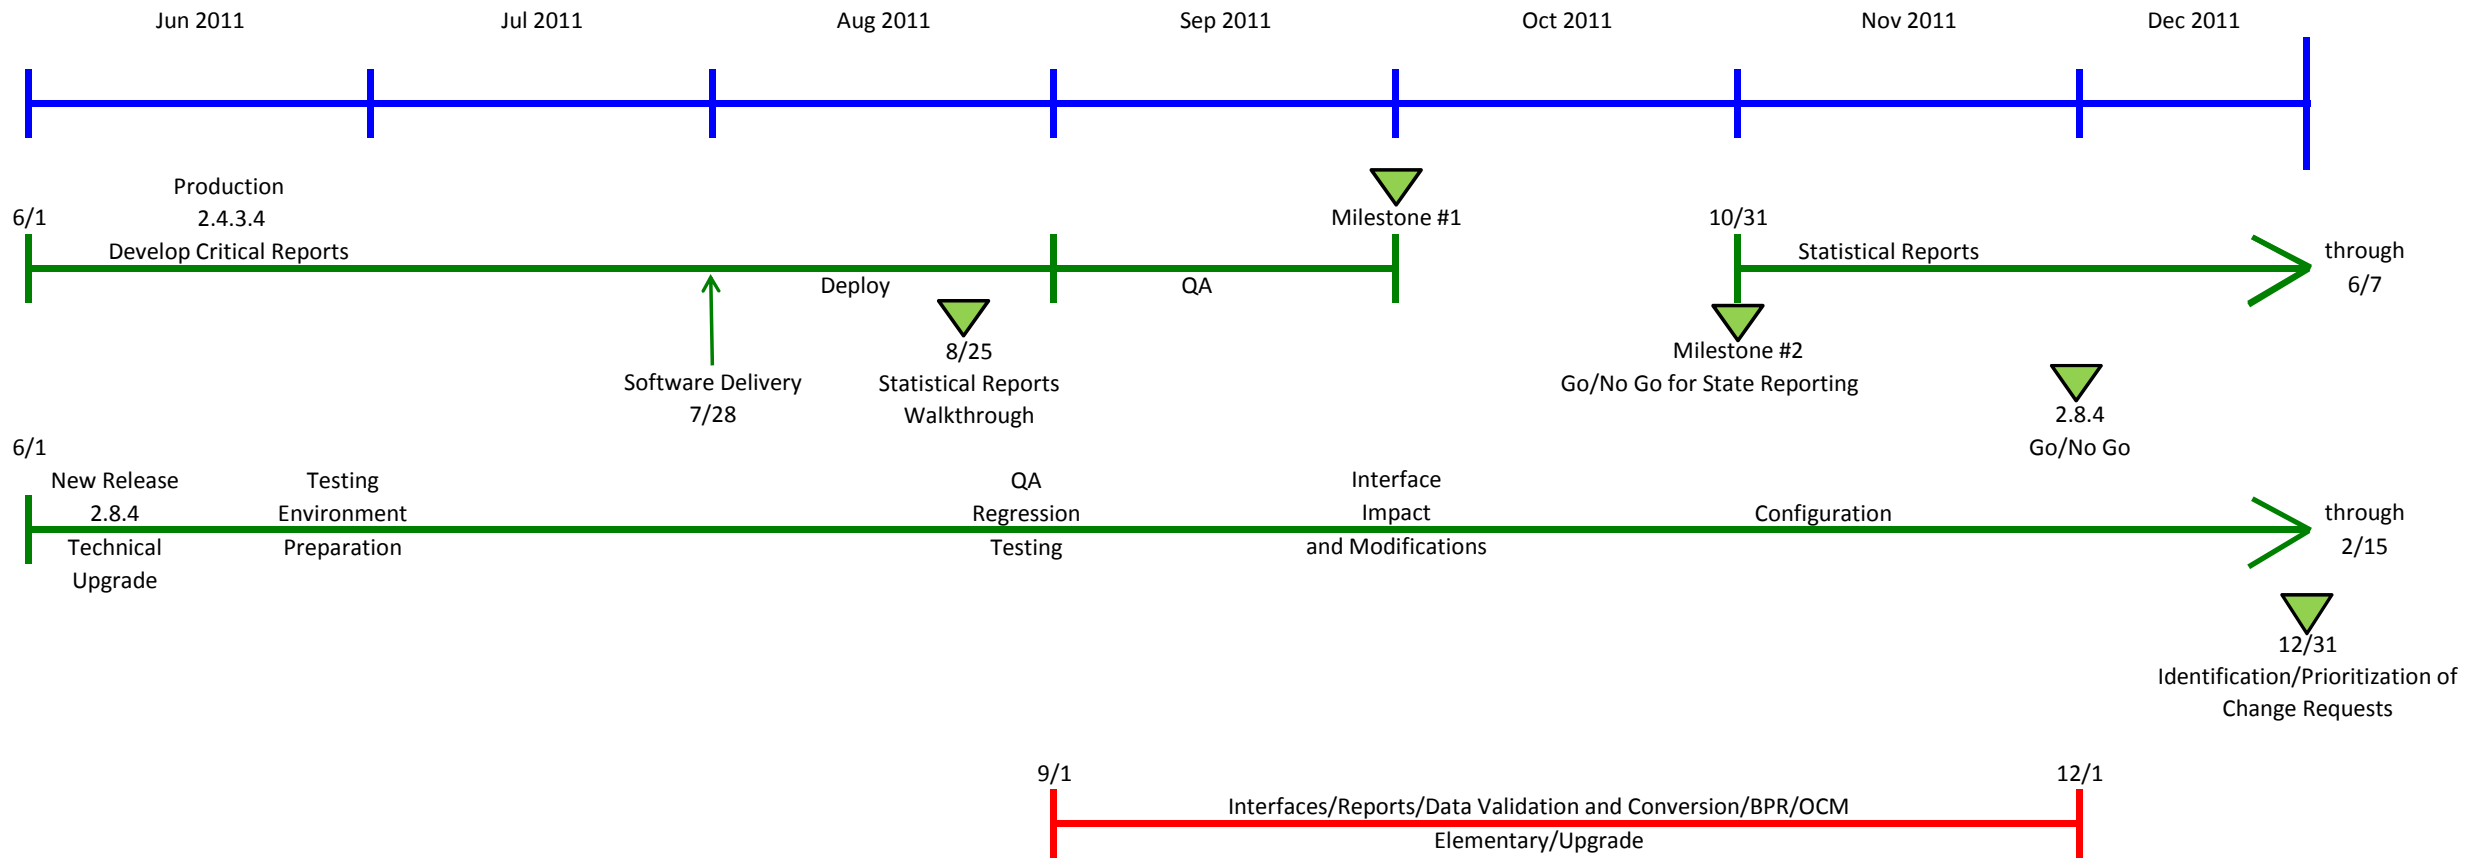 Jun 2011
Jul 2011
Aug 2011
Sep 2011
Oct 2011
Nov 2011
Dec 2011
6/1
Production
2.4.3.4
Develop Critical Reports
Deploy
QA
Milestone #1
10/31
Statistical Reports
through
6/7
Software Delivery
7/28
8/25
Statistical Reports
Walkthrough
Milestone #2
Go/No Go for State Reporting
2.8.4
Go/No Go
6/1
New Release
2.8.4
Technical
Upgrade
Testing
Environment
Preparation
QA
Regression
Testing
Interface
Impact
and Modifications
Configuration
through
2/15
12/31
Identification/Prioritization of
Change Requests
9/1
12/1
Interfaces/Reports/Data Validation and Conversion/BPR/OCM
Elementary/Upgrade